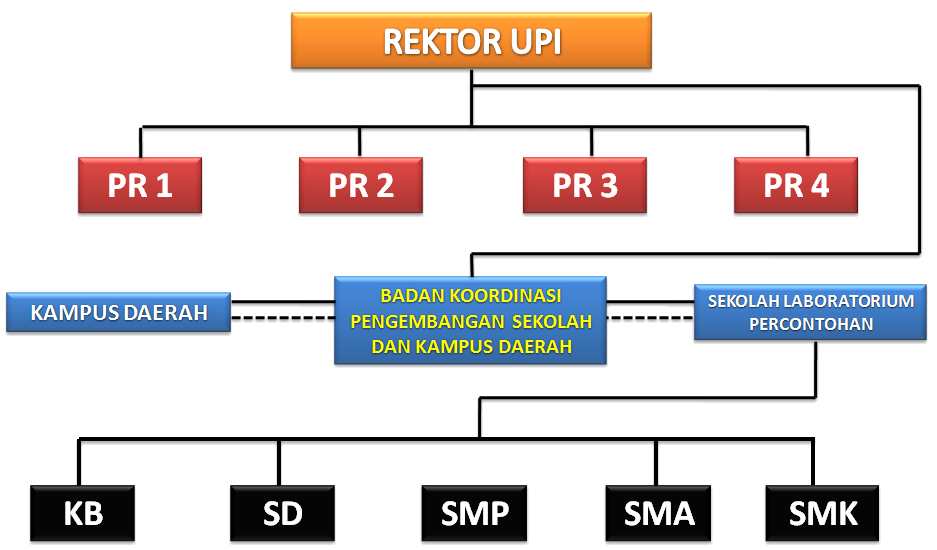 REKTOR UPI
PR 1
PR 2
PR 3
PR 4
KAMPUS DAERAH
BADAN KOORDINASI
PENGEMBANGAN SEKOLAH
DAN KAMPUS DAERAH
SEKOLAH LABORATORIUM
PERCONTOHAN
KB
SD
SMP
SMA
SMK